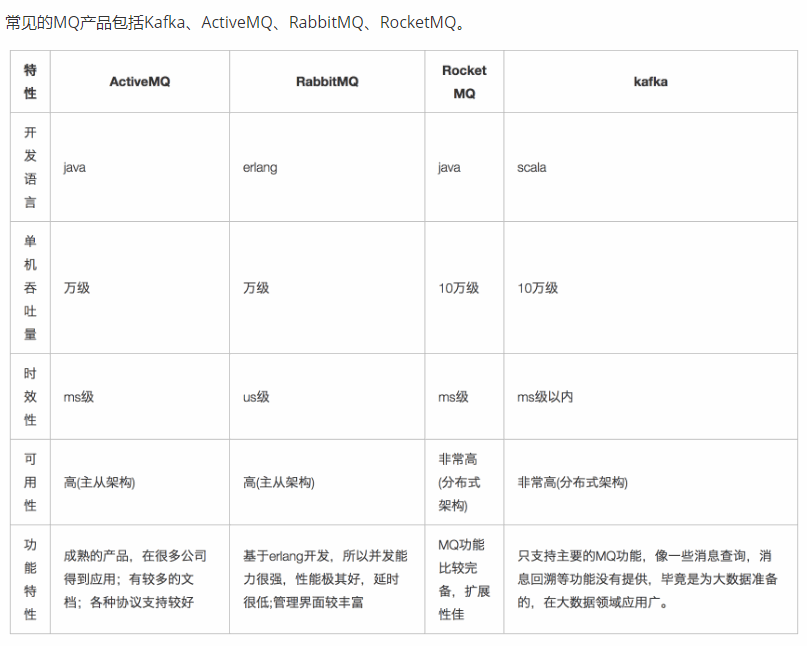 常见的MQ产品包括Kafka、ActiveMQ、RabbitMQ、RocketMQ。
特
性
ActiveMQ
RabbitMQ
Rocket
MQ
kafka
开
发
语
言
java
erlang
java
scala
单
机
吞
吐
量
万级
万级
10万级
10万级
时
效
性
ms级
us级
ms级
ms级以内
可
用
性
高(主从架构)
高(主从架构)
非常高
(分布式
架构)
非常高(分布式架构)
功
能
特
性
成熟的产品，在很多公司
得到应用；有较多的文
档；各种协议支持较好
基于erlang开发，所以并发能
力很强，性能极其好，延时
很低;管理界面较丰富
MQ功能
比较完
备，扩展
性佳
只支持主要的MQ功能，像一些消息查询，消
息回溯等功能没有提供，毕竟是为大数据准备
的，在大数据领域应用广。